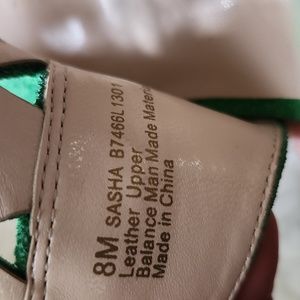 8M SASHA B7466L1301
Leather Upper
Balance Man Made Material
Made in China